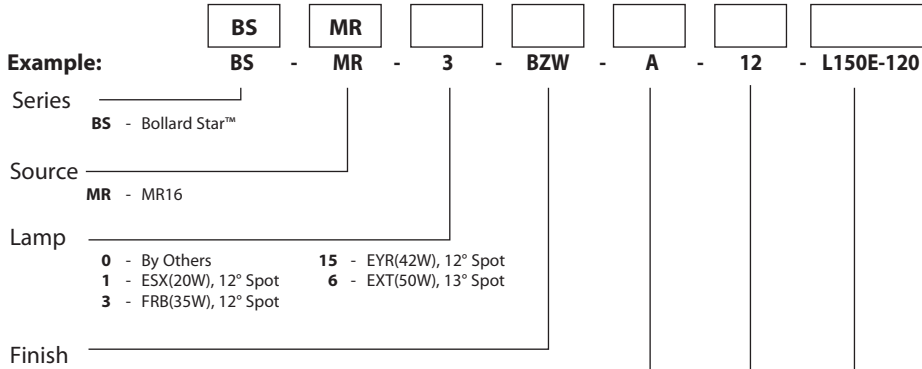 BS MR
Example: BS - MR - 3 - BZW - A - 12 - L150E-120
Series
BS - Bollard Star™
Source
MR - MR16
Lamp
0 - By Others 15 - EYR(42W), 12° Spot
1 - ESX(20W), 12° Spot 6 - EXT(50W), 13° Spot
3 - FRB(35W), 12° Spot
Finish